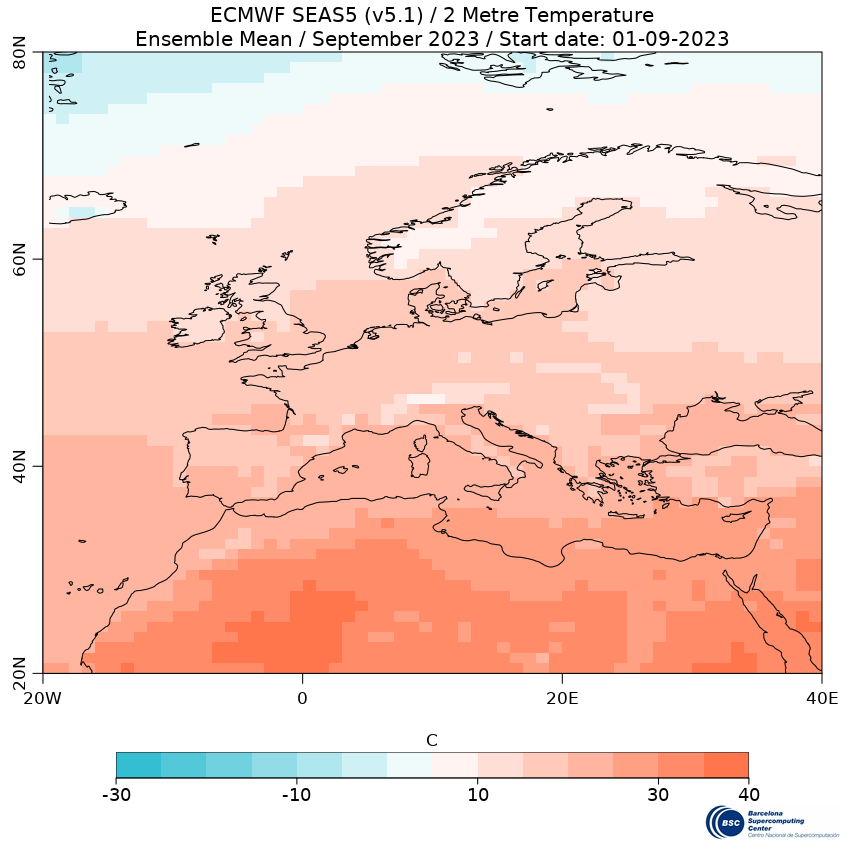 ECMWF SEAS5 (v5.1) / 2 Metre Temperature
Ensemble Mean / September 2023 / Start date: 01-09-2023
80N
60N
40N
20N
20W 0 20E 40E
C
-30 -10 10 30 40
BSC
Barcelona
Supercomputing
Center
Centro Nacional de Supercomputación